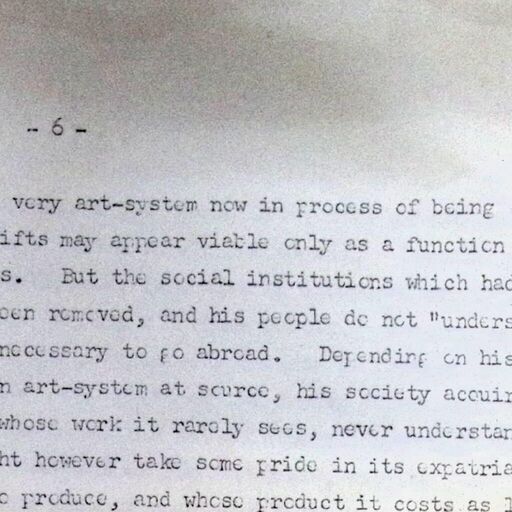 - 6 -
very art-system now in process of being
ifts may appear viable only as a function
s. But the social institutions which had
een removed, and his people do not "unders
necessary to go abroad. Depending on his
n art-system at source, his society acquir
whose work it rarely sees, never understan
ht however take some pride in its expatria
o produce, and whose product it costs as l